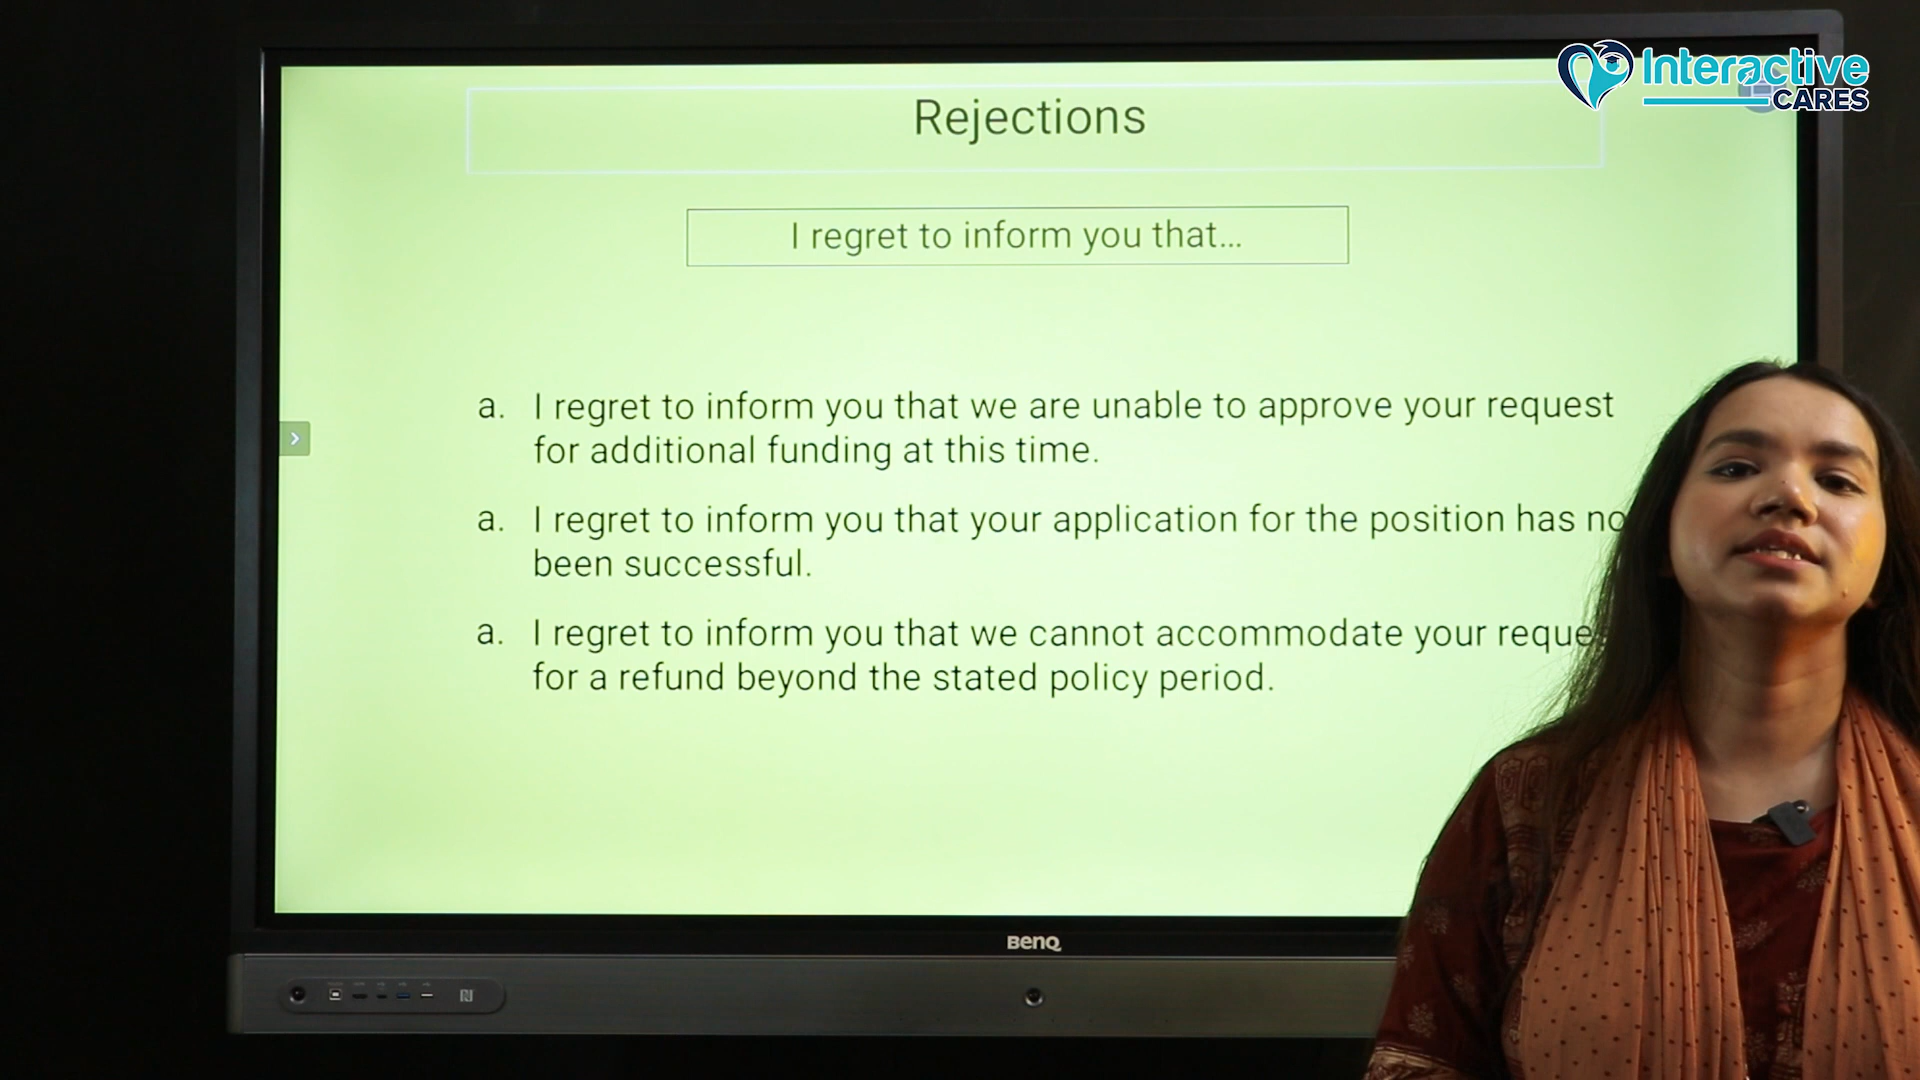 Interactive
CARES
Rejections
I regret to inform you that...
a. I regret to inform you that we are unable to approve your request
for additional funding at this time.
a. I regret to inform you that your application for the position has no
been successful.
a. I regret to inform you that we cannot accommodate your reque
for a refund beyond the stated policy period.
BenQ